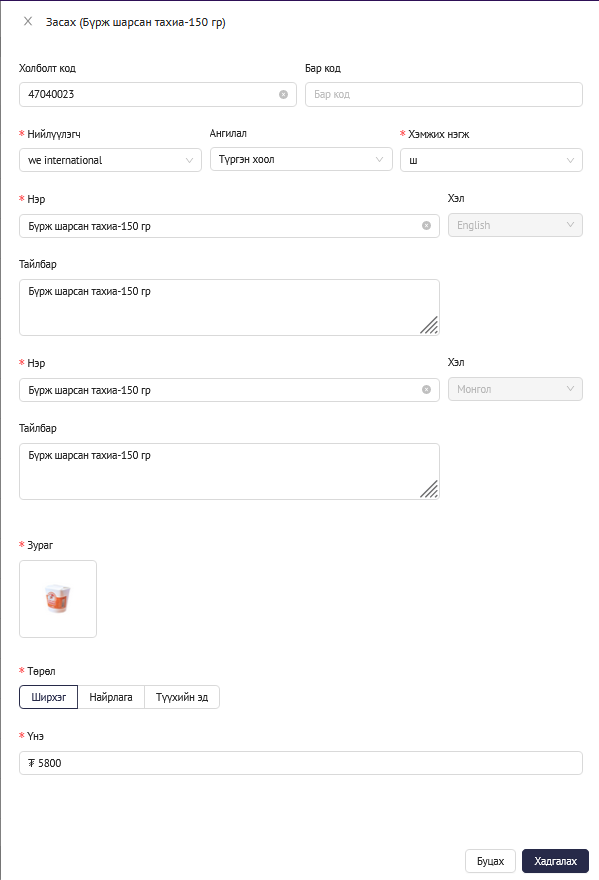 Засах (Бүрж шарсан тахиа-150 гр)
Холболт код Бар код
47040023 Бар код
* Нийлүүлэгч Ангилал * Хэмжих нэгж
we international Түргэн хоол ш
* Нэр Хэл
Бүрж шарсан тахиа-150 гр English
Тайлбар
Бүрж шарсан тахиа-150 гр
* Нэр Хэл
Бүрж шарсан тахиа-150 гр Монгол
Тайлбар
Бүрж шарсан тахиа-150 гр
* Зураг
* Төрөл
Ширхэг Найрлага Түүхийн эд
* Үнэ
₮ 5800
Буцах Хадгалах